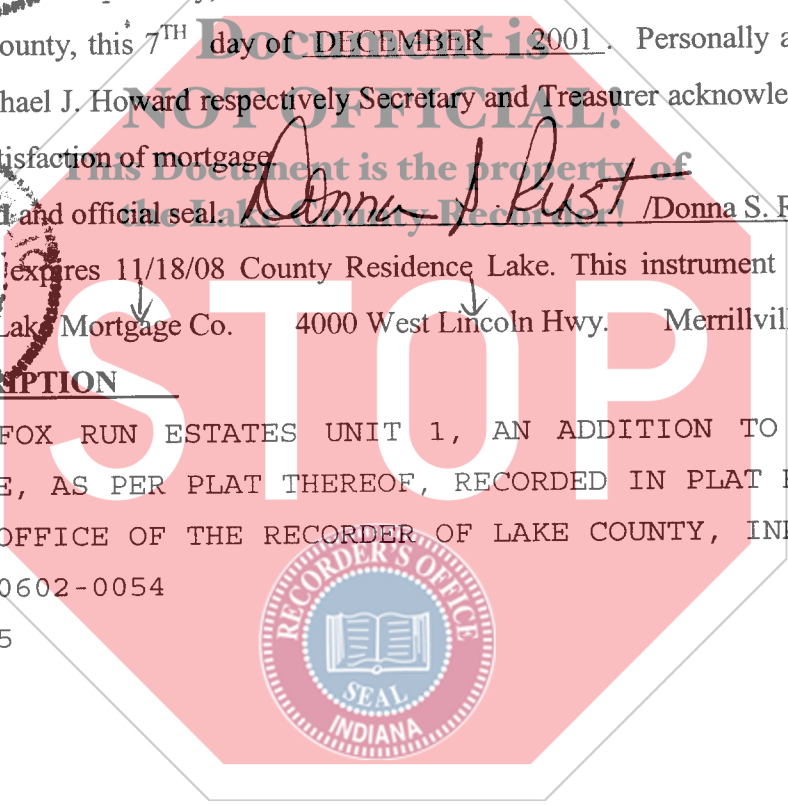 ounty, this 7TH day of DECEMBER 2001. Personally a
hael J. Howard respectively Secretary and Treasurer acknowle
tisfaction of mortgage.
and official seal. Donna S. Rust /Donna S. R
expires 11/18/08 County Residence Lake. This instrument
Lake Mortgage Co. 4000 West Lincoln Hwy. Merrillvil
IPTION
FOX RUN ESTATES UNIT 1, AN ADDITION TO
E, AS PER PLAT THEREOF, RECORDED IN PLAT
OFFICE OF THE RECORDER OF LAKE COUNTY, IN
0602-0054
5
Document is
NOT OFFICIAL!
This Document is the property of
the Lake County Recorder!
STOP
RECORDER'S OFFICE
SEAL
INDIANA